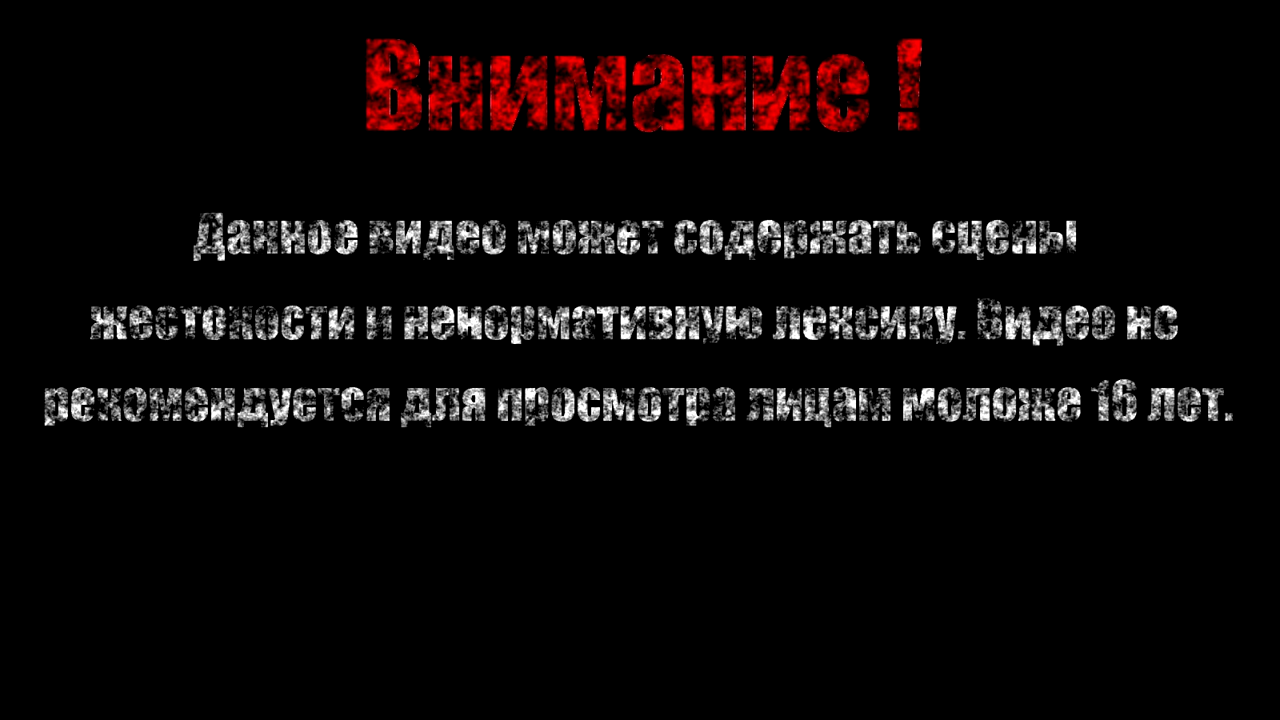 Внимание !
Данное видео может содержать сцены
жестокости и ненормативную лексику. Видео не
рекомендуется для просмотра лицам моложе 16 лет.